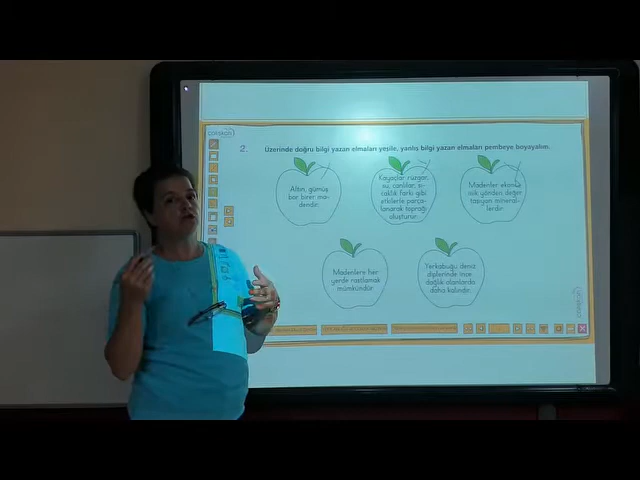 2. Üzerinde doğru bilgi yazan elmaları yeşile, yanlış bilgi yazan elmaları pembeye boyayalım.
Altın, gümüş
bor birer ma-
dendir.
Kayaçlar rüzgar,
su, canlılar, sı-
caklık farkı gibi
etkilerle parça-
lanarak toprağı
oluşturur.
Madenler ekono-
mik yönden değer
taşıyan mineral-
lerdir.
Madenlere her
yerde rastlamak
mümkündür.
Yerkabuğu deniz
diplerinde ince
dağlık alanlarda
daha kalındır.